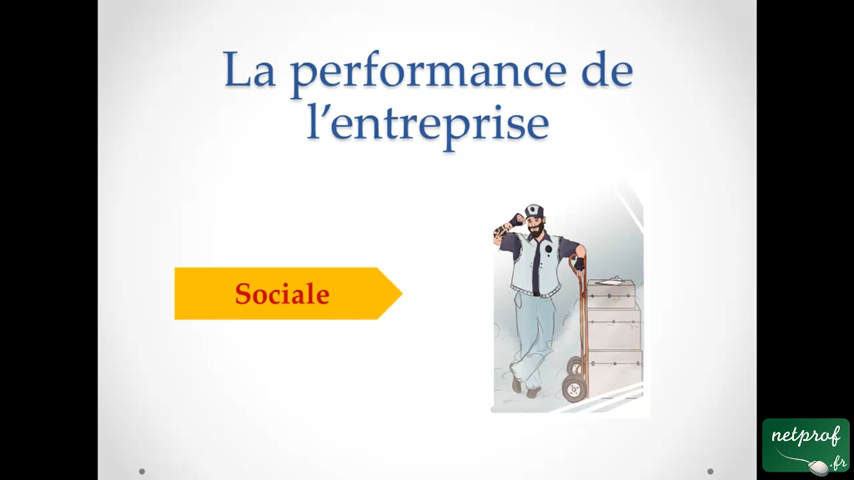 La performance de
l'entreprise
Sociale
netprof
.fr